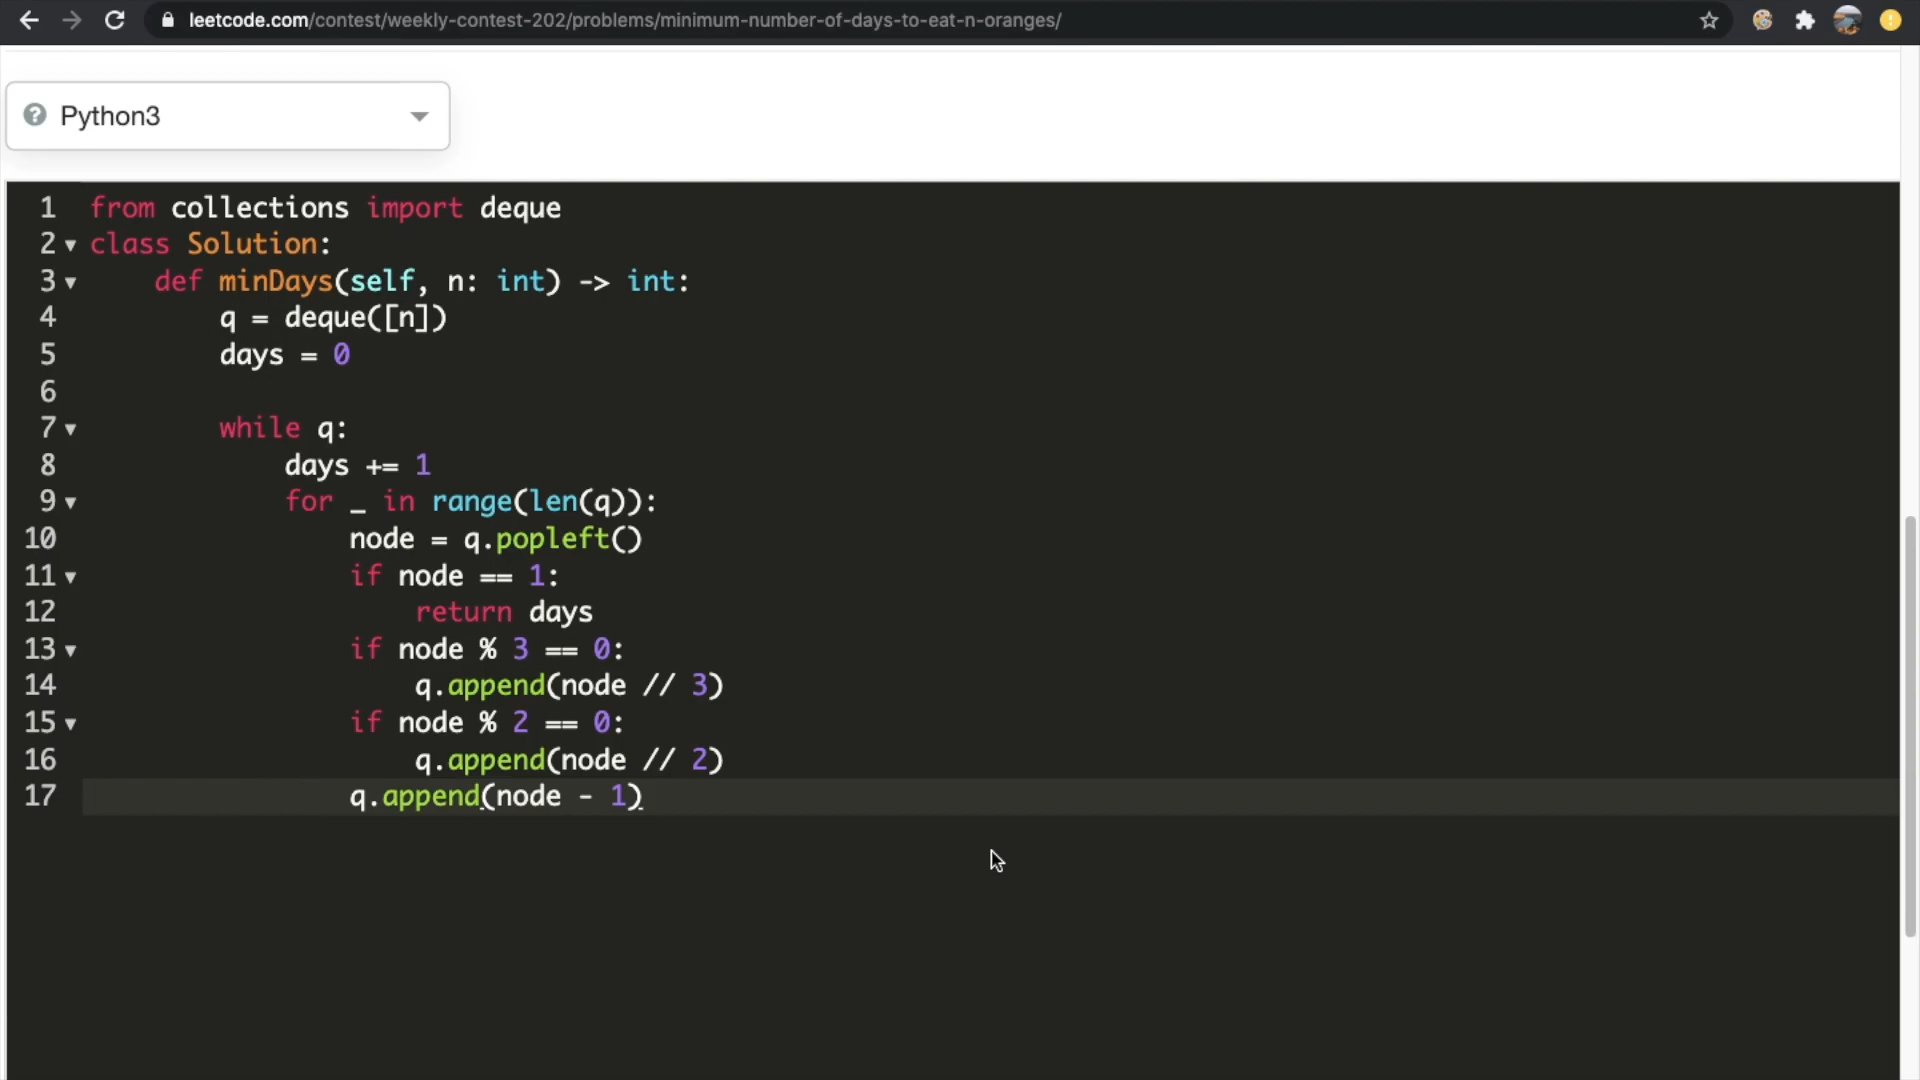 leetcode.com/contest/weekly-contest-202/problems/minimum-number-of-days-to-eat-n-oranges/
? Python3
1 from collections import deque
2 class Solution:
3     def minDays(self, n: int) -> int:
4         q = deque([n])
5         days = 0
6
7         while q:
8             days += 1
9             for _ in range(len(q)):
10                 node = q.popleft()
11                 if node == 1:
12                     return days
13                 if node % 3 == 0:
14                     q.append(node // 3)
15                 if node % 2 == 0:
16                     q.append(node // 2)
17                 q.append(node - 1)